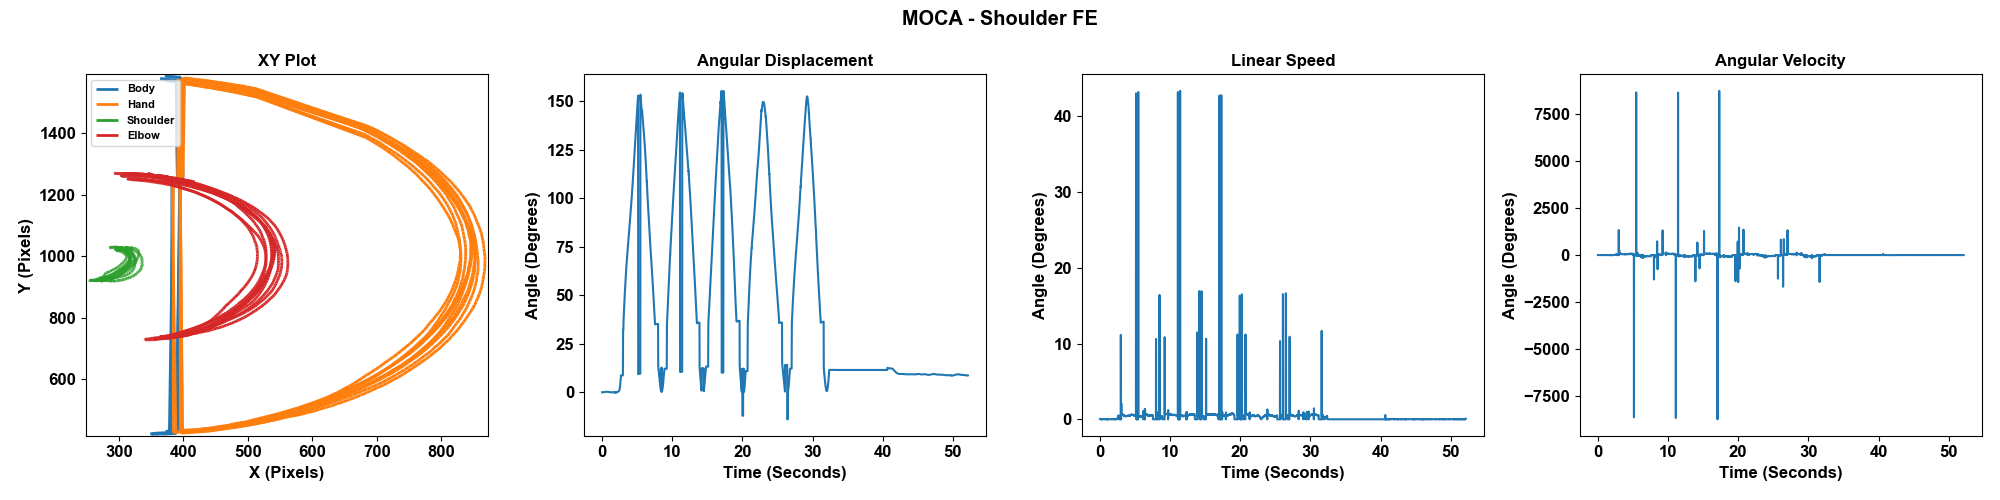 MOCA - Shoulder FE
XY Plot
Body
Hand
Shoulder
Elbow
1400
1200
1000
800
600
Y (Pixels)
300 400 500 600 700 800
X (Pixels)
Angular Displacement
150
125
100
75
50
25
0
Angle (Degrees)
0 10 20 30 40 50
Time (Seconds)
Linear Speed
40
30
20
10
0
Angle (Degrees)
0 10 20 30 40 50
Time (Seconds)
Angular Velocity
7500
5000
2500
0
−2500
−5000
−7500
Angle (Degrees)
0 10 20 30 40 50
Time (Seconds)